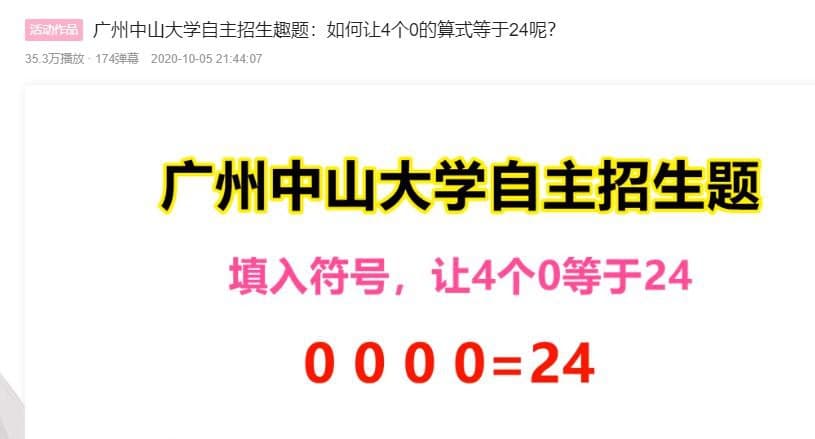 活动作品 广州中山大学自主招生趣题：如何让4个0的算式等于24呢？
35.3万播放 · 174弹幕 2020-10-05 21:44:07
广州中山大学自主招生题
填入符号，让4个0等于24
0 0 0 0=24